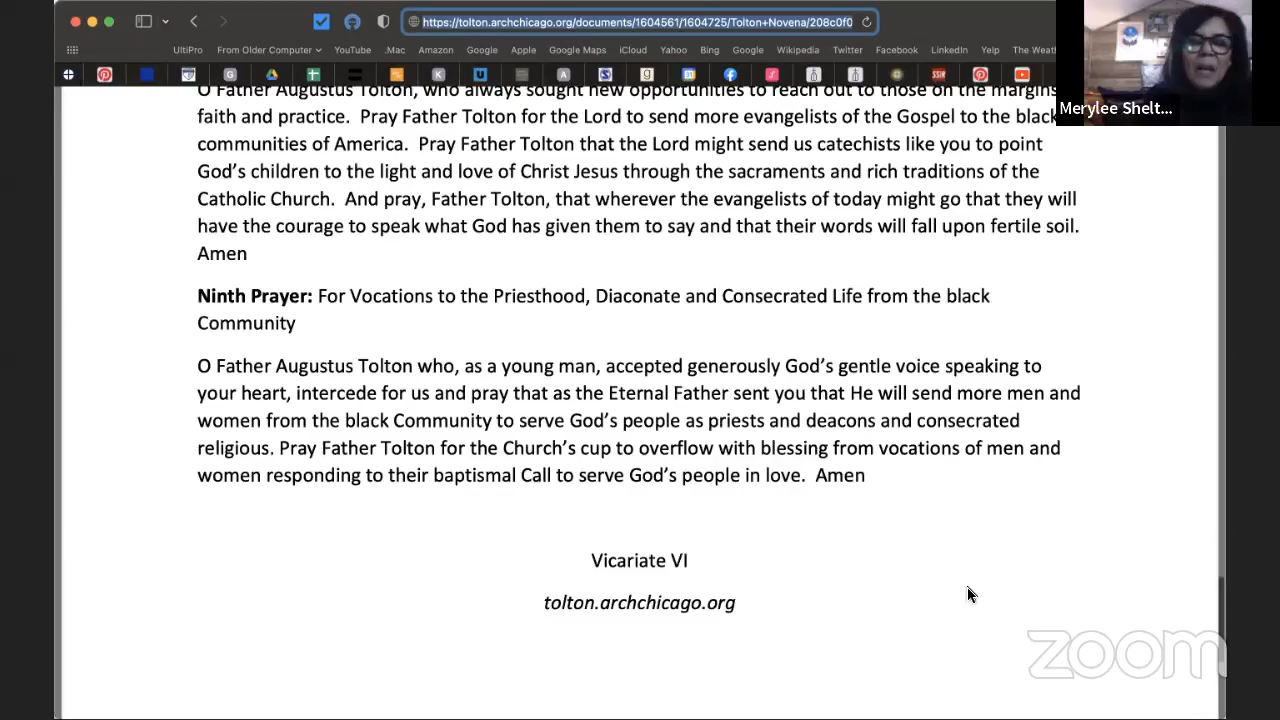 https://tolton.archchicago.org/documents/1604561/1604725/Tolton+Novena/208c0f0
UltiPro From Older Computer YouTube .Mac Amazon Google Apple Google Maps iCloud Yahoo Bing Google Wikipedia Twitter Facebook LinkedIn Yelp The Weath
Merylee Shelt...
O Father Augustus Tolton, who always sought new opportunities to reach out to those on the margins
faith and practice. Pray Father Tolton for the Lord to send more evangelists of the Gospel to the black
communities of America. Pray Father Tolton that the Lord might send us catechists like you to point
God's children to the light and love of Christ Jesus through the sacraments and rich traditions of the
Catholic Church. And pray, Father Tolton, that wherever the evangelists of today might go that they will
have the courage to speak what God has given them to say and that their words will fall upon fertile soil.
Amen
Ninth Prayer: For Vocations to the Priesthood, Diaconate and Consecrated Life from the black
Community
O Father Augustus Tolton who, as a young man, accepted generously God's gentle voice speaking to
your heart, intercede for us and pray that as the Eternal Father sent you that He will send more men and
women from the black Community to serve God's people as priests and deacons and consecrated
religious. Pray Father Tolton for the Church's cup to overflow with blessing from vocations of men and
women responding to their baptismal Call to serve God's people in love. Amen
Vicariate VI
tolton.archchicago.org
zoom